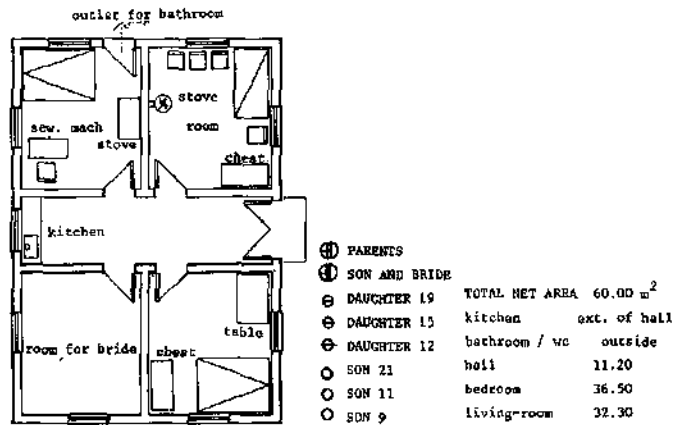 outlet for bathroom
stove
room
sew. mach
stove
chest
kitchen
table
room for bride
chest
PARENTS
SON AND BRIDE
DAUGHTER 19
DAUGHTER 15
DAUGHTER 12
SON 21
SON 11
SON 9
TOTAL NET AREA 60.00 m²
kitchen ext. of hall
bathroom / wc outside
hall 11.20
bedroom 36.50
living-room 32.30